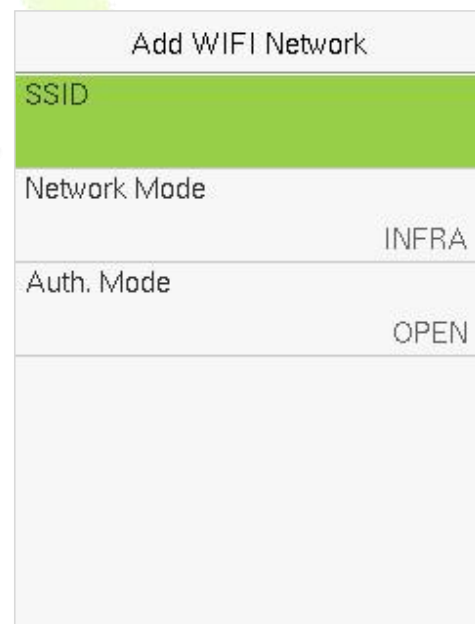 Add WIFI Network
SSID
Network Mode
INFRA
Auth. Mode
OPEN